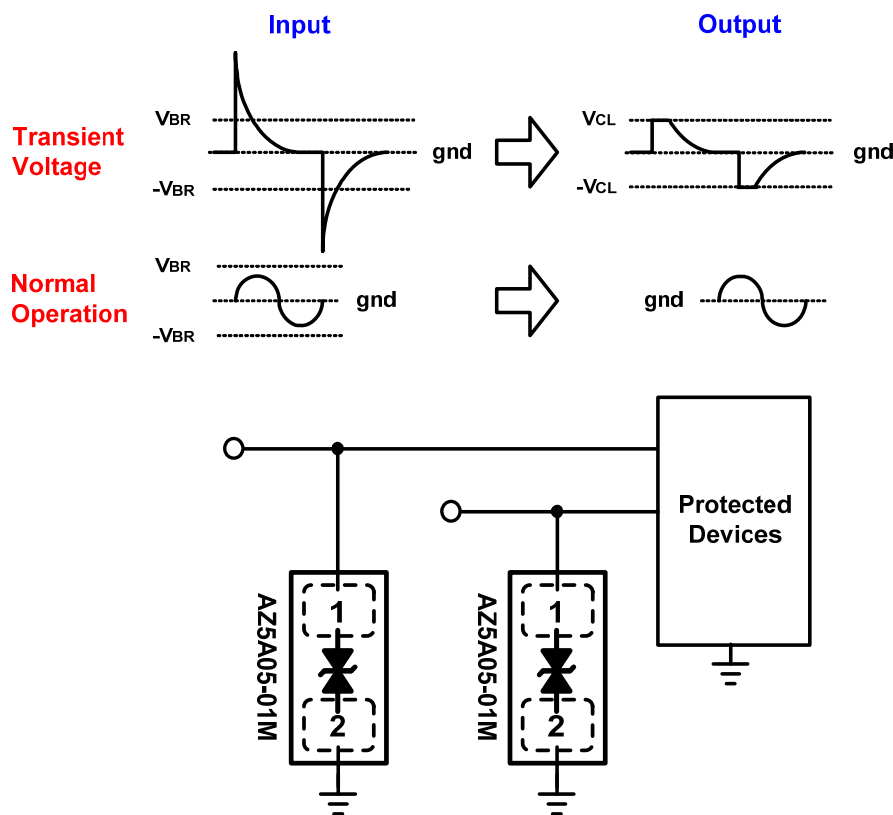 Input
Output
Transient
Voltage
VBR
gnd
-VBR
VCL
gnd
-VCL
Normal
Operation
VBR
gnd
-VBR
gnd
Protected
Devices
AZ5A05-01M
1
2
AZ5A05-01M
1
2